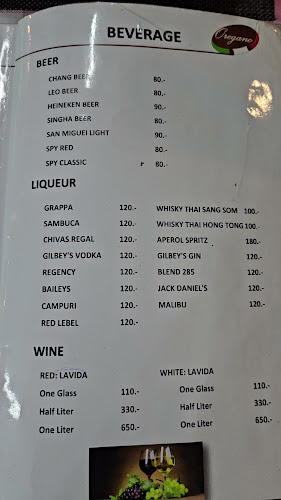 BEVERAGE
Oregano
BEER
CHANG BEER 80.-
LEO BEER 80.-
HEINEKEN BEER 90.-
SINGHA BEER 80.-
SAN MIGUEI LIGHT 90.-
SPY RED 80.-
SPY CLASSIC 80.-
LIQUEUR
GRAPPA 120.- WHISKY THAI SANG SOM 100.-
SAMBUCA 120.- WHISKY THAI HONG TONG 100.-
CHIVAS REGAL 120.- APEROL SPRITZ 180.-
GILBEY'S VODKA 120.- GILBEY'S GIN 120.-
REGENCY 120.- BLEND 285 120.-
BAILEYS 120.- JACK DANIEL'S 120.-
CAMPURI 120.- MALIBU 120.-
RED LEBEL 120.-
WINE
RED: LAVIDA WHITE: LAVIDA
One Glass 110.- One Glass 110.-
Half Liter 330.- Half Liter 330.-
One Liter 650.- One Liter 650.-